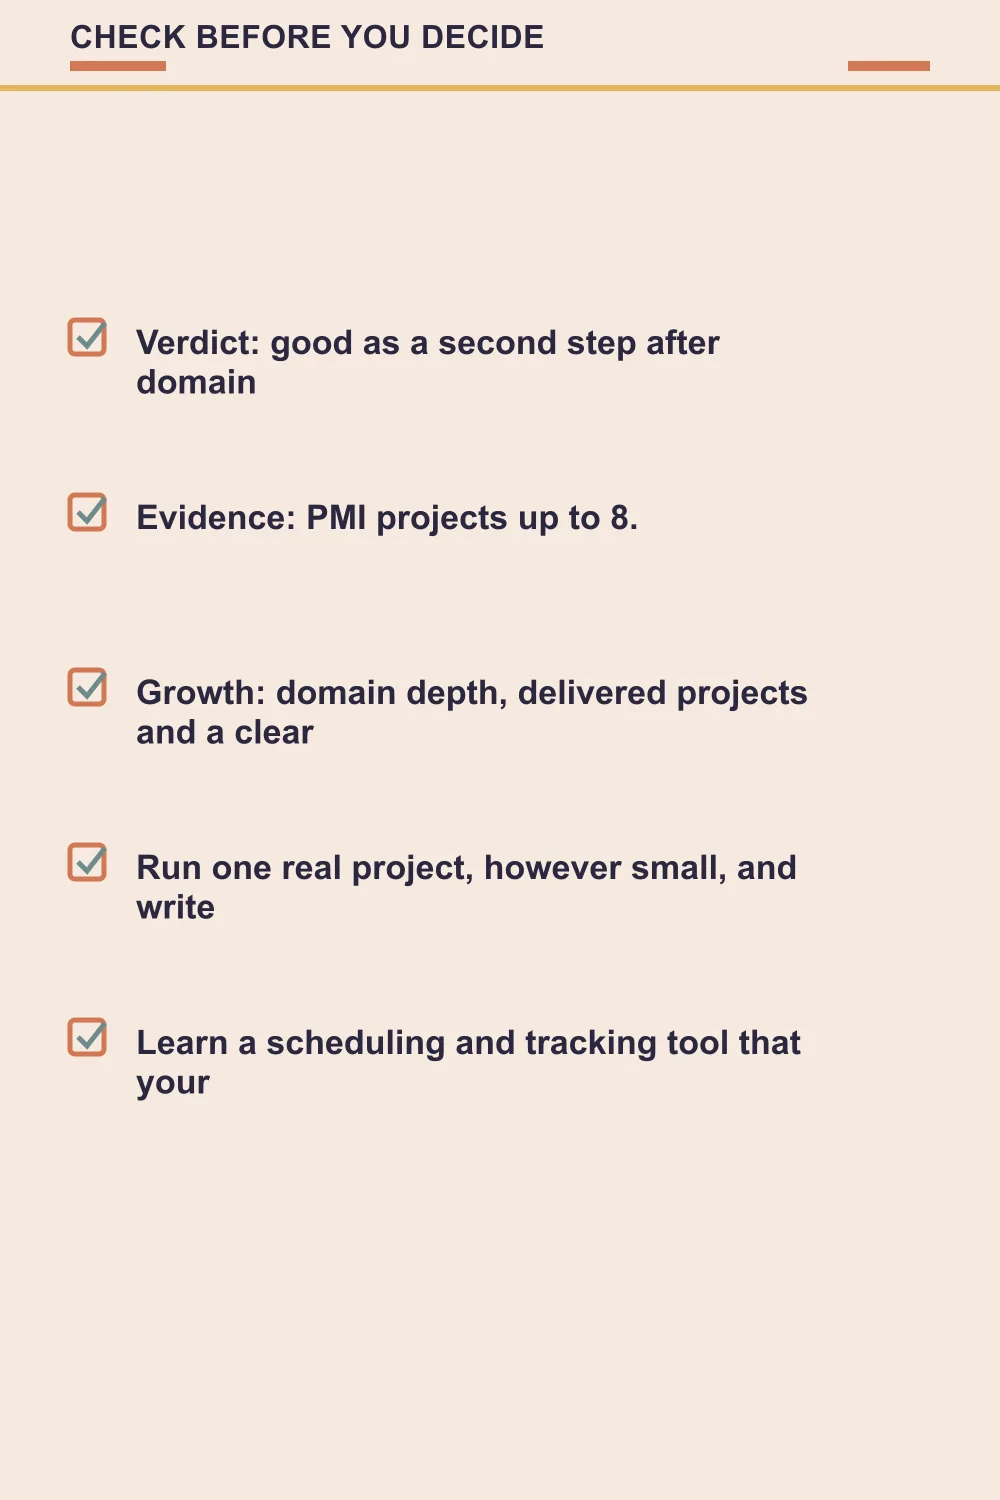 CHECK BEFORE YOU DECIDE
Verdict: good as a second step after
domain
Evidence: PMI projects up to 8.
Growth: domain depth, delivered projects
and a clear
Run one real project, however small, and
write
Learn a scheduling and tracking tool that
your